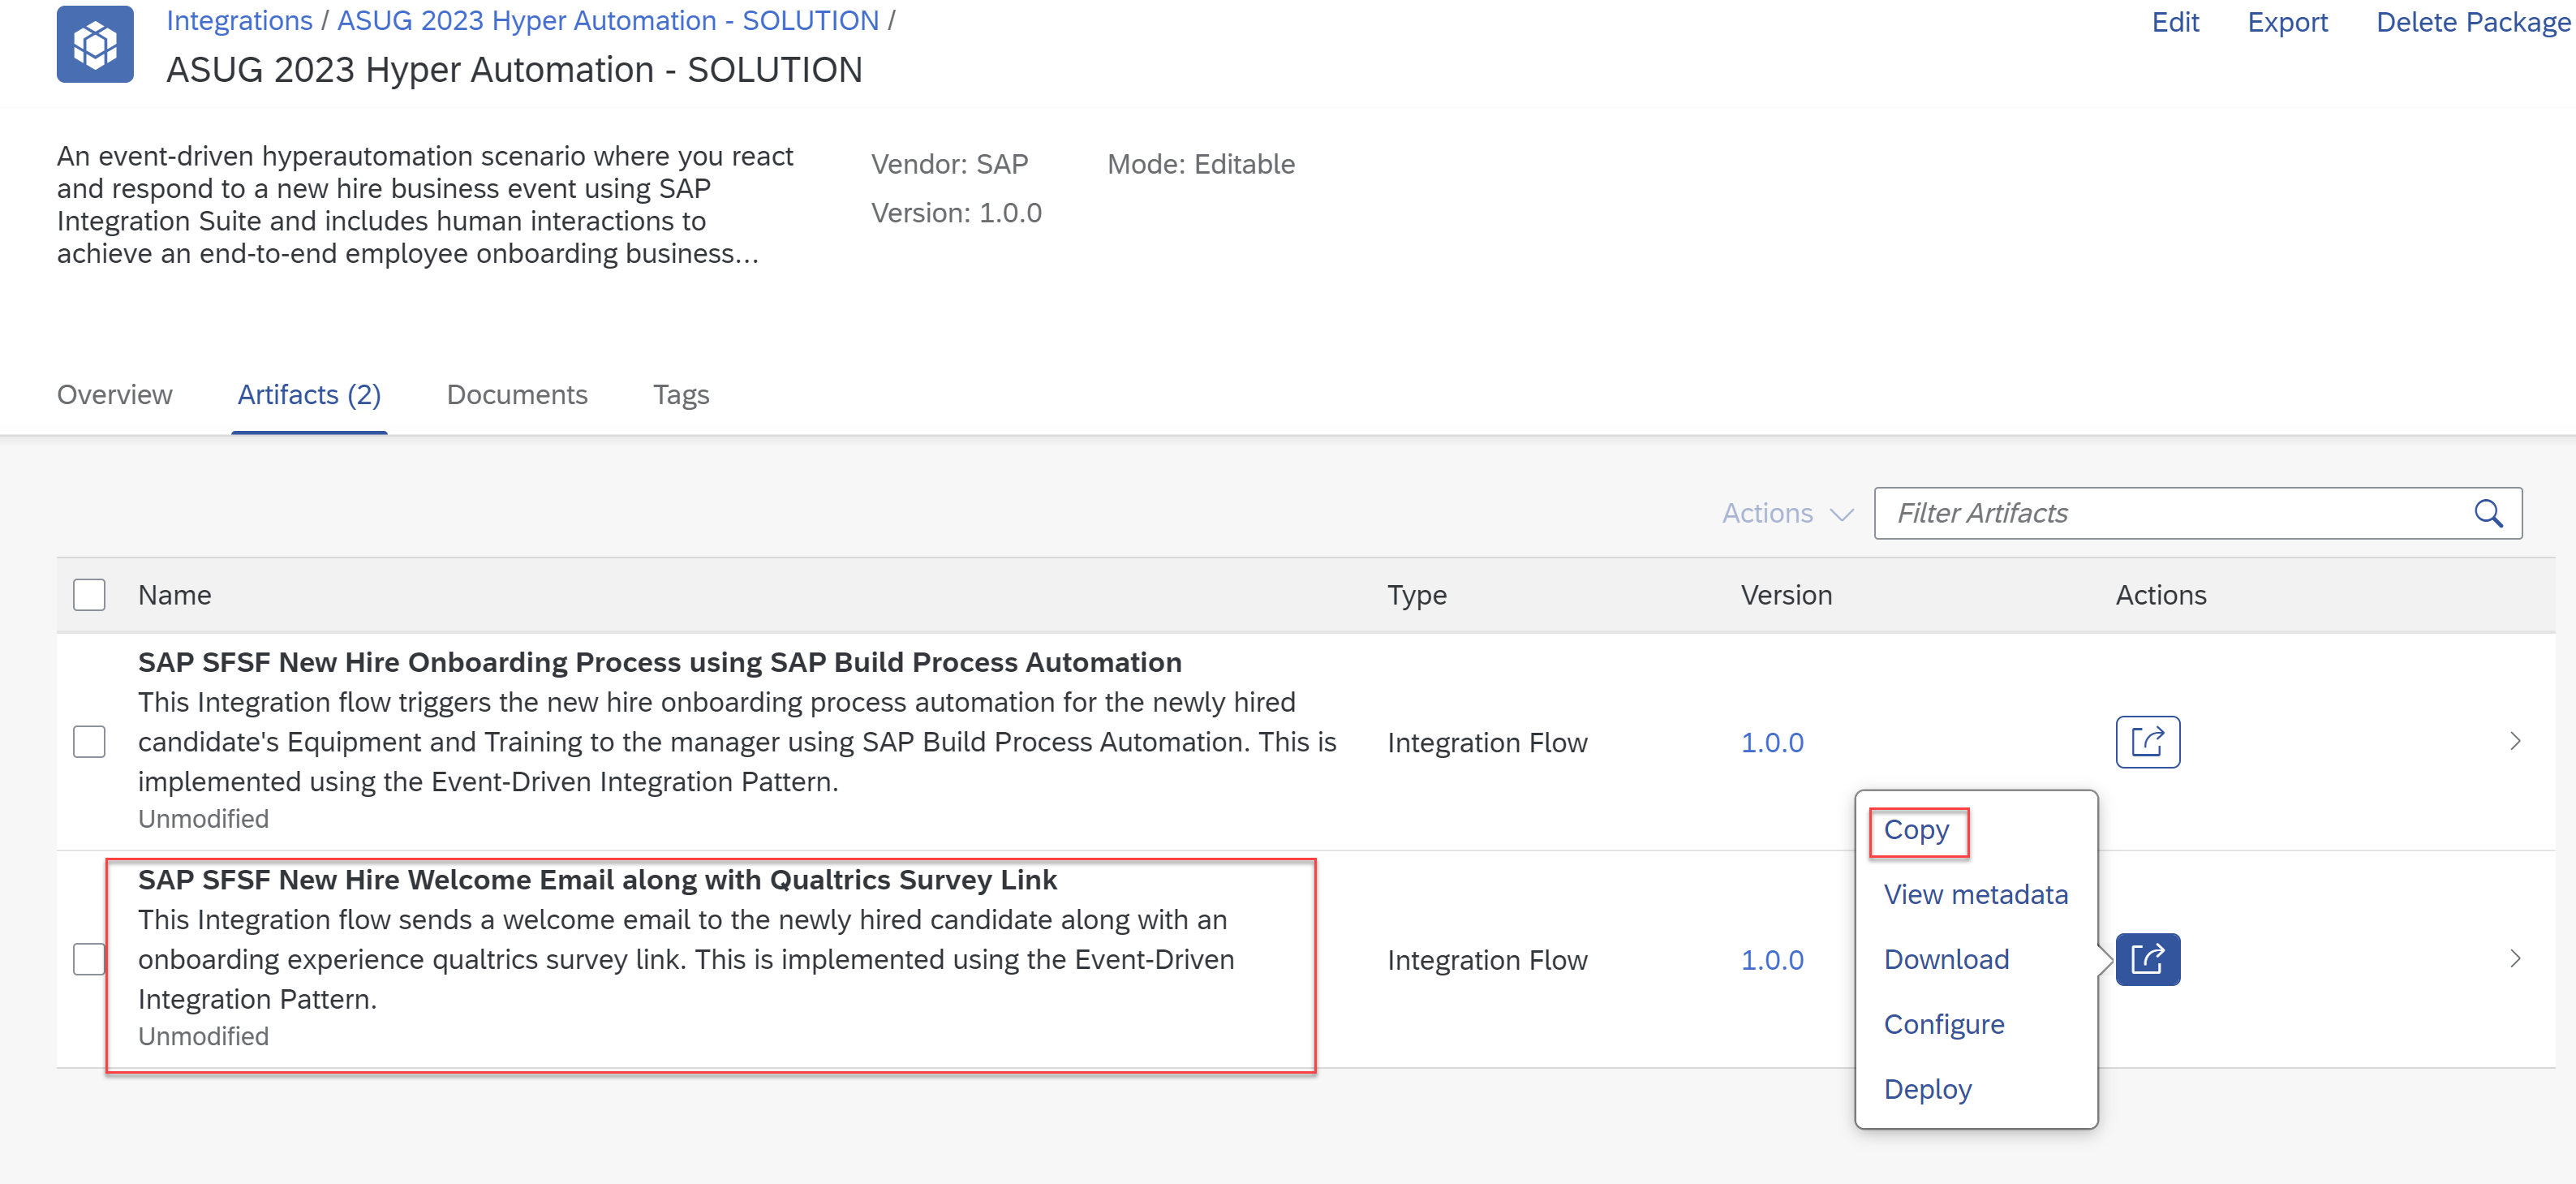 Integrations / ASUG 2023 Hyper Automation - SOLUTION /
Edit Export Delete Package
ASUG 2023 Hyper Automation - SOLUTION
An event-driven hyperautomation scenario where you react
and respond to a new hire business event using SAP
Integration Suite and includes human interactions to
achieve an end-to-end employee onboarding business...
Vendor: SAP Mode: Editable
Version: 1.0.0
Overview Artifacts (2) Documents Tags
Actions Filter Artifacts
Name Type Version Actions
SAP SFSF New Hire Onboarding Process using SAP Build Process Automation
This Integration flow triggers the new hire onboarding process automation for the newly hired
candidate's Equipment and Training to the manager using SAP Build Process Automation. This is
implemented using the Event-Driven Integration Pattern.
Unmodified
Integration Flow 1.0.0
SAP SFSF New Hire Welcome Email along with Qualtrics Survey Link
This Integration flow sends a welcome email to the newly hired candidate along with an
onboarding experience qualtrics survey link. This is implemented using the Event-Driven
Integration Pattern.
Unmodified
Integration Flow 1.0.0
Copy
View metadata
Download
Configure
Deploy